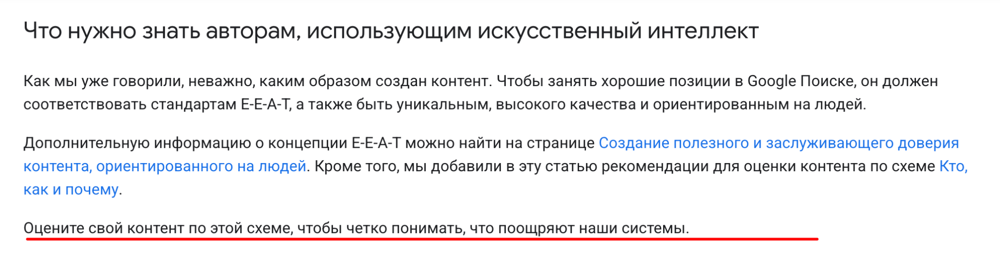 Что нужно знать авторам, использующим искусственный интеллект
Как мы уже говорили, неважно, каким образом создан контент. Чтобы занять хорошие позиции в Google Поиске, он должен
соответствовать стандартам E-E-A-T, а также быть уникальным, высокого качества и ориентированным на людей.
Дополнительную информацию о концепции E-E-A-T можно найти на странице Создание полезного и заслуживающего доверия
контента, ориентированного на людей. Кроме того, мы добавили в эту статью рекомендации для оценки контента по схеме Кто,
как и почему.
Оцените свой контент по этой схеме, чтобы четко понимать, что поощряют наши системы.